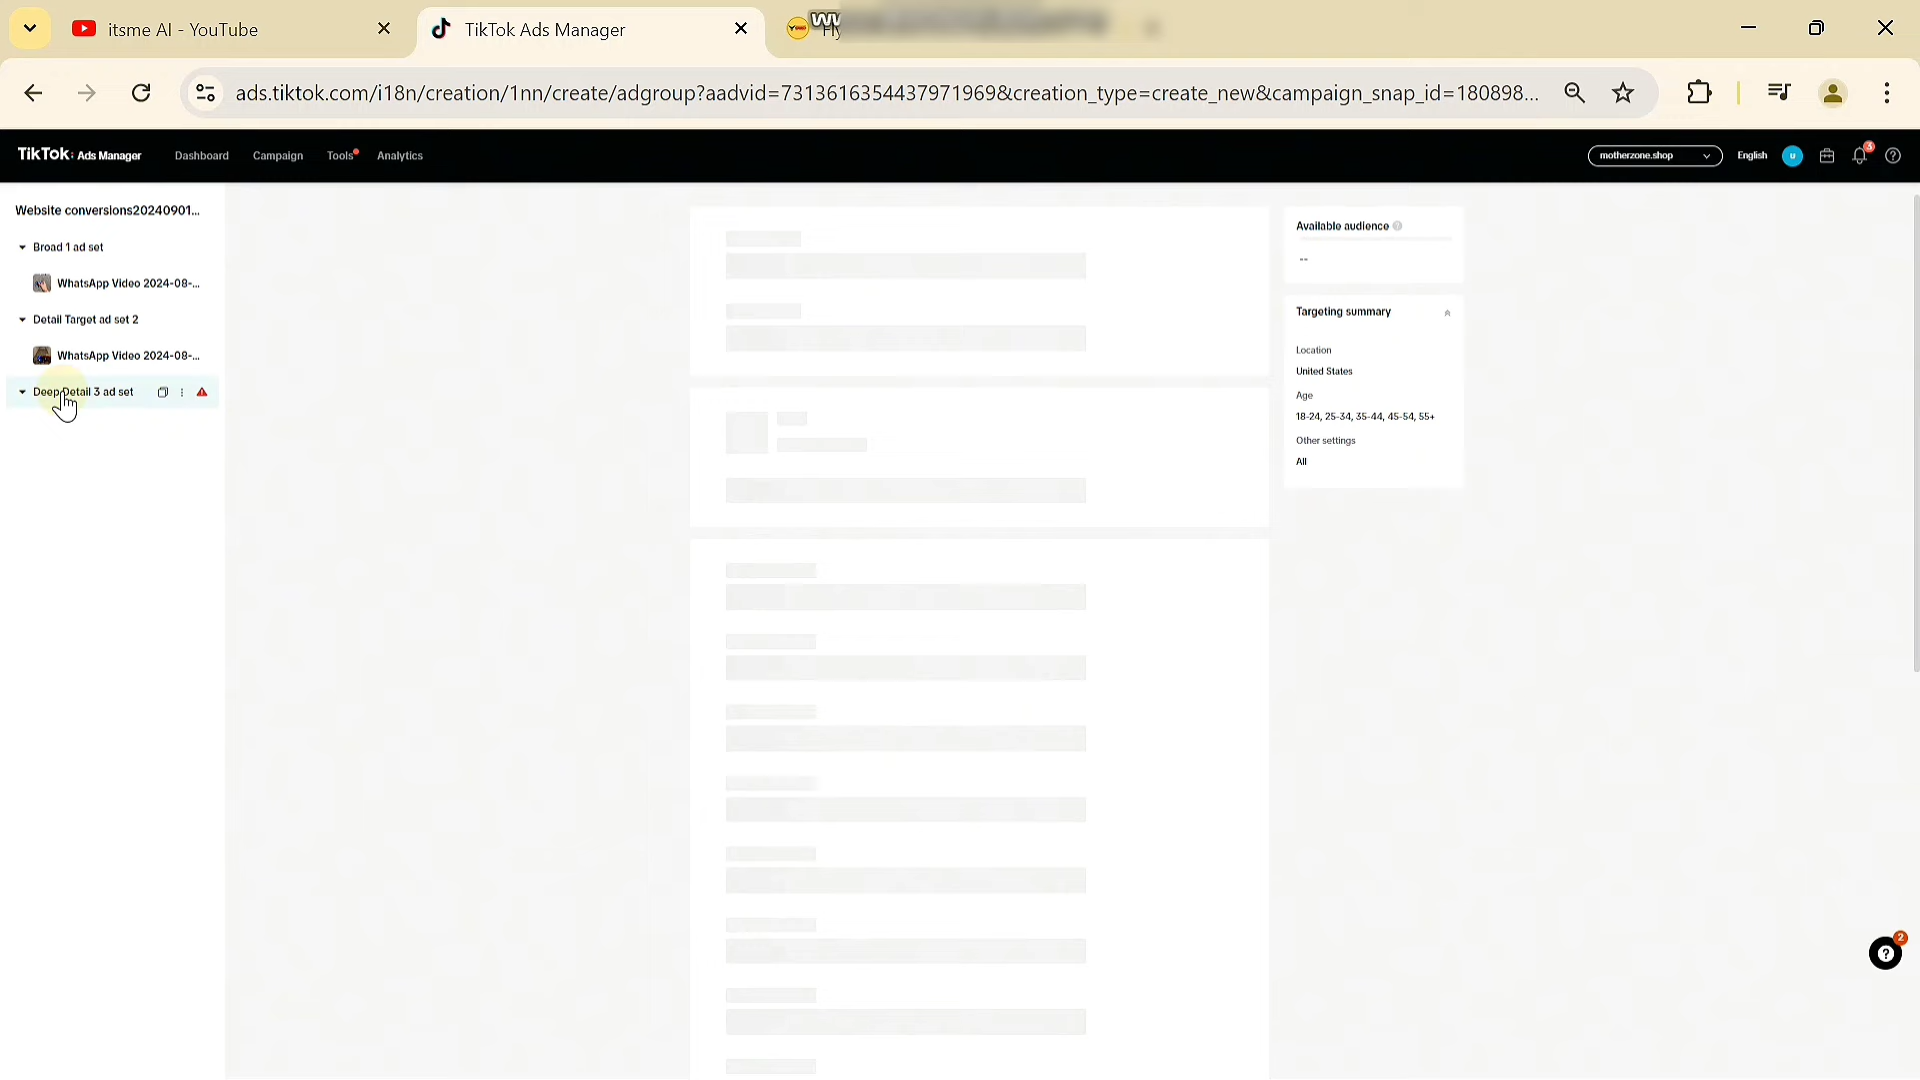 itsme AI - YouTube
TikTok Ads Manager
Fly
ads.tiktok.com/i18n/creation/1nn/create/adgroup?aadvid=7313616354437971969&creation_type=create_new&campaign_snap_id=180898...
TikTok: Ads Manager
Dashboard
Campaign
Tools
Analytics
motherzone.shop
English
U
3
Website conversions20240901...
Broad 1 ad set
WhatsApp Video 2024-08-...
Detail Target ad set 2
WhatsApp Video 2024-08-...
Deep Detail 3 ad set
Available audience
--
Targeting summary
Location
United States
Age
18-24, 25-34, 35-44, 45-54, 55+
Other settings
All
2